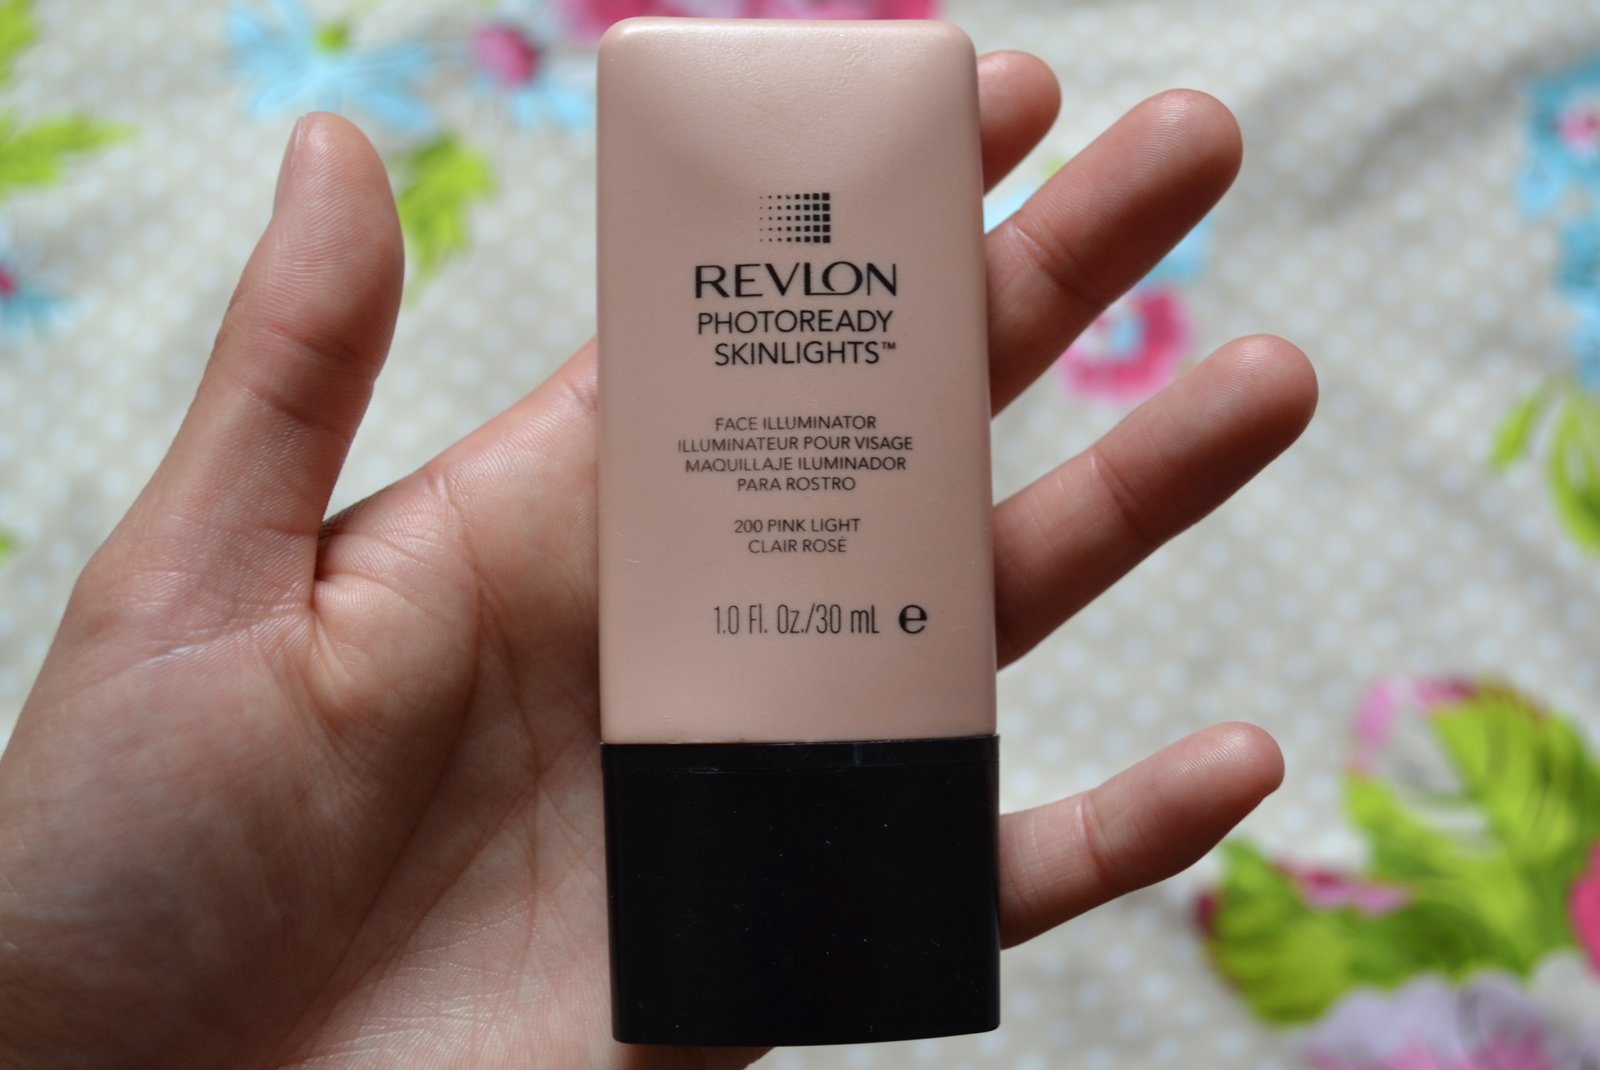 REVLON
PHOTOREADY
SKINLIGHTS™
FACE ILLUMINATOR
ILLUMINATEUR POUR VISAGE
MAQUILLAJE ILUMINADOR
PARA ROSTRO
200 PINK LIGHT
CLAIR ROSÉ
1.0 Fl. Oz./30 mL ℮